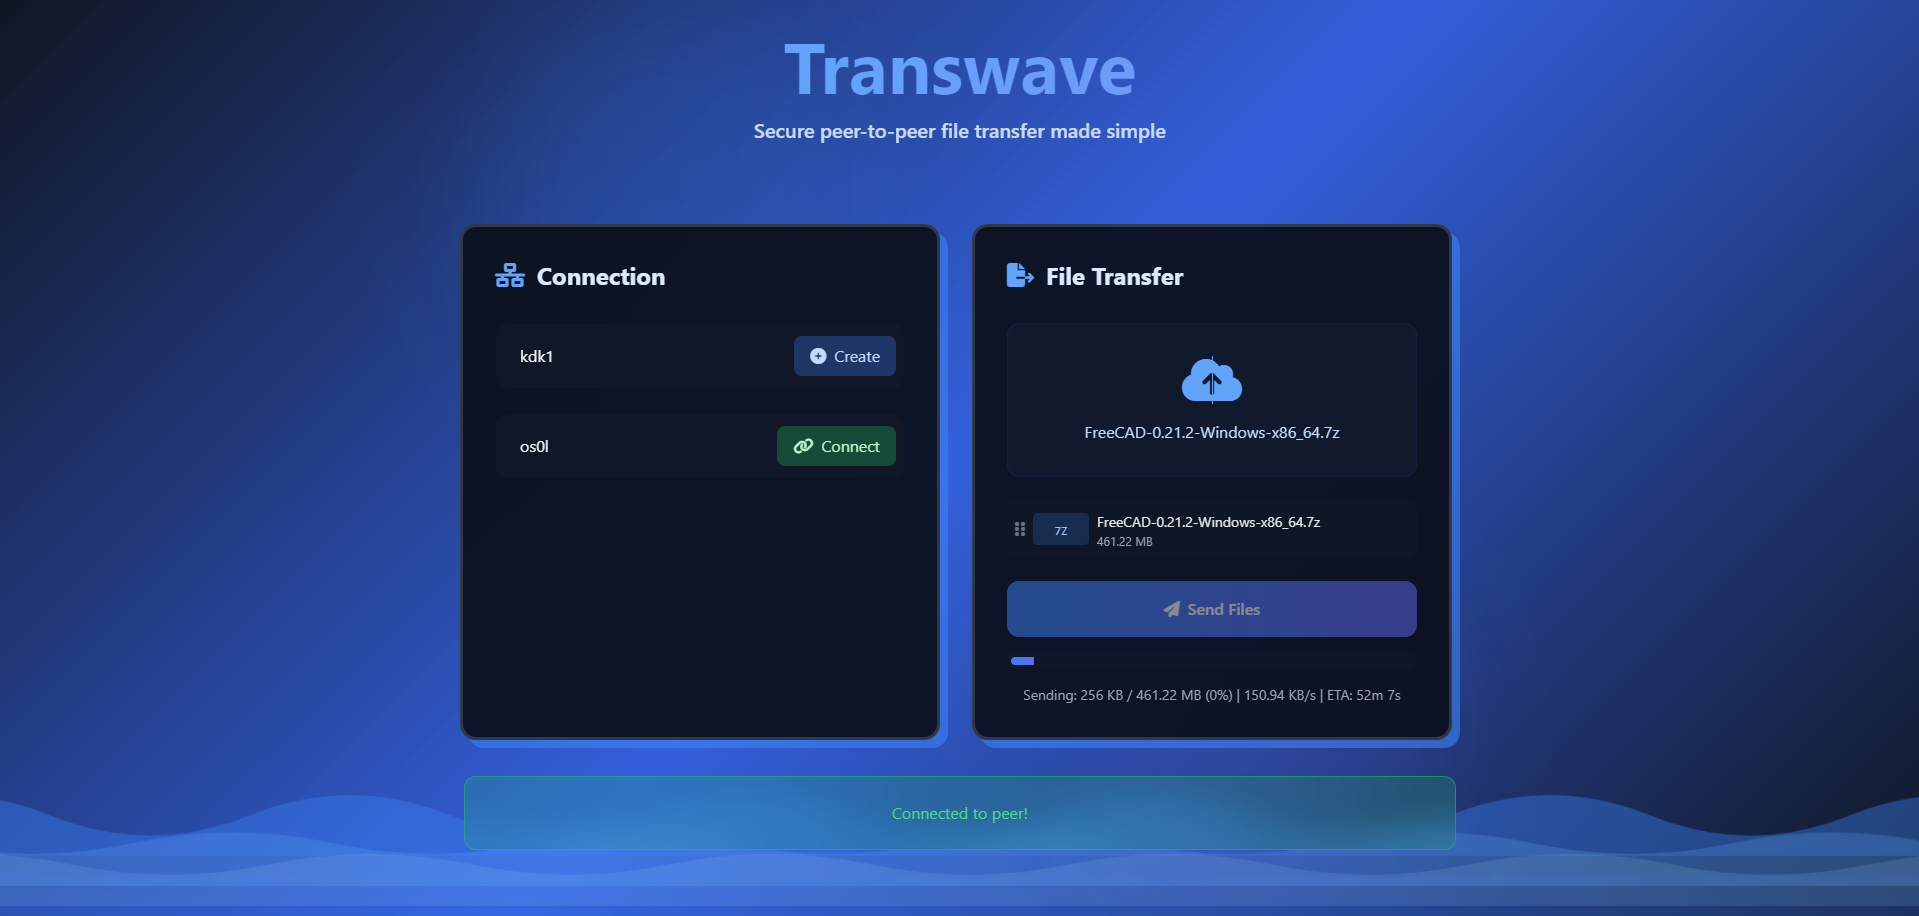 Transwave
Secure peer-to-peer file transfer made simple
Connection
kdk1
Create
os0l
Connect
File Transfer
FreeCAD-0.21.2-Windows-x86_64.7z
7Z
FreeCAD-0.21.2-Windows-x86_64.7z
461.22 MB
Send Files
Sending: 256 KB / 461.22 MB (0%) | 150.94 KB/s | ETA: 52m 7s
Connected to peer!